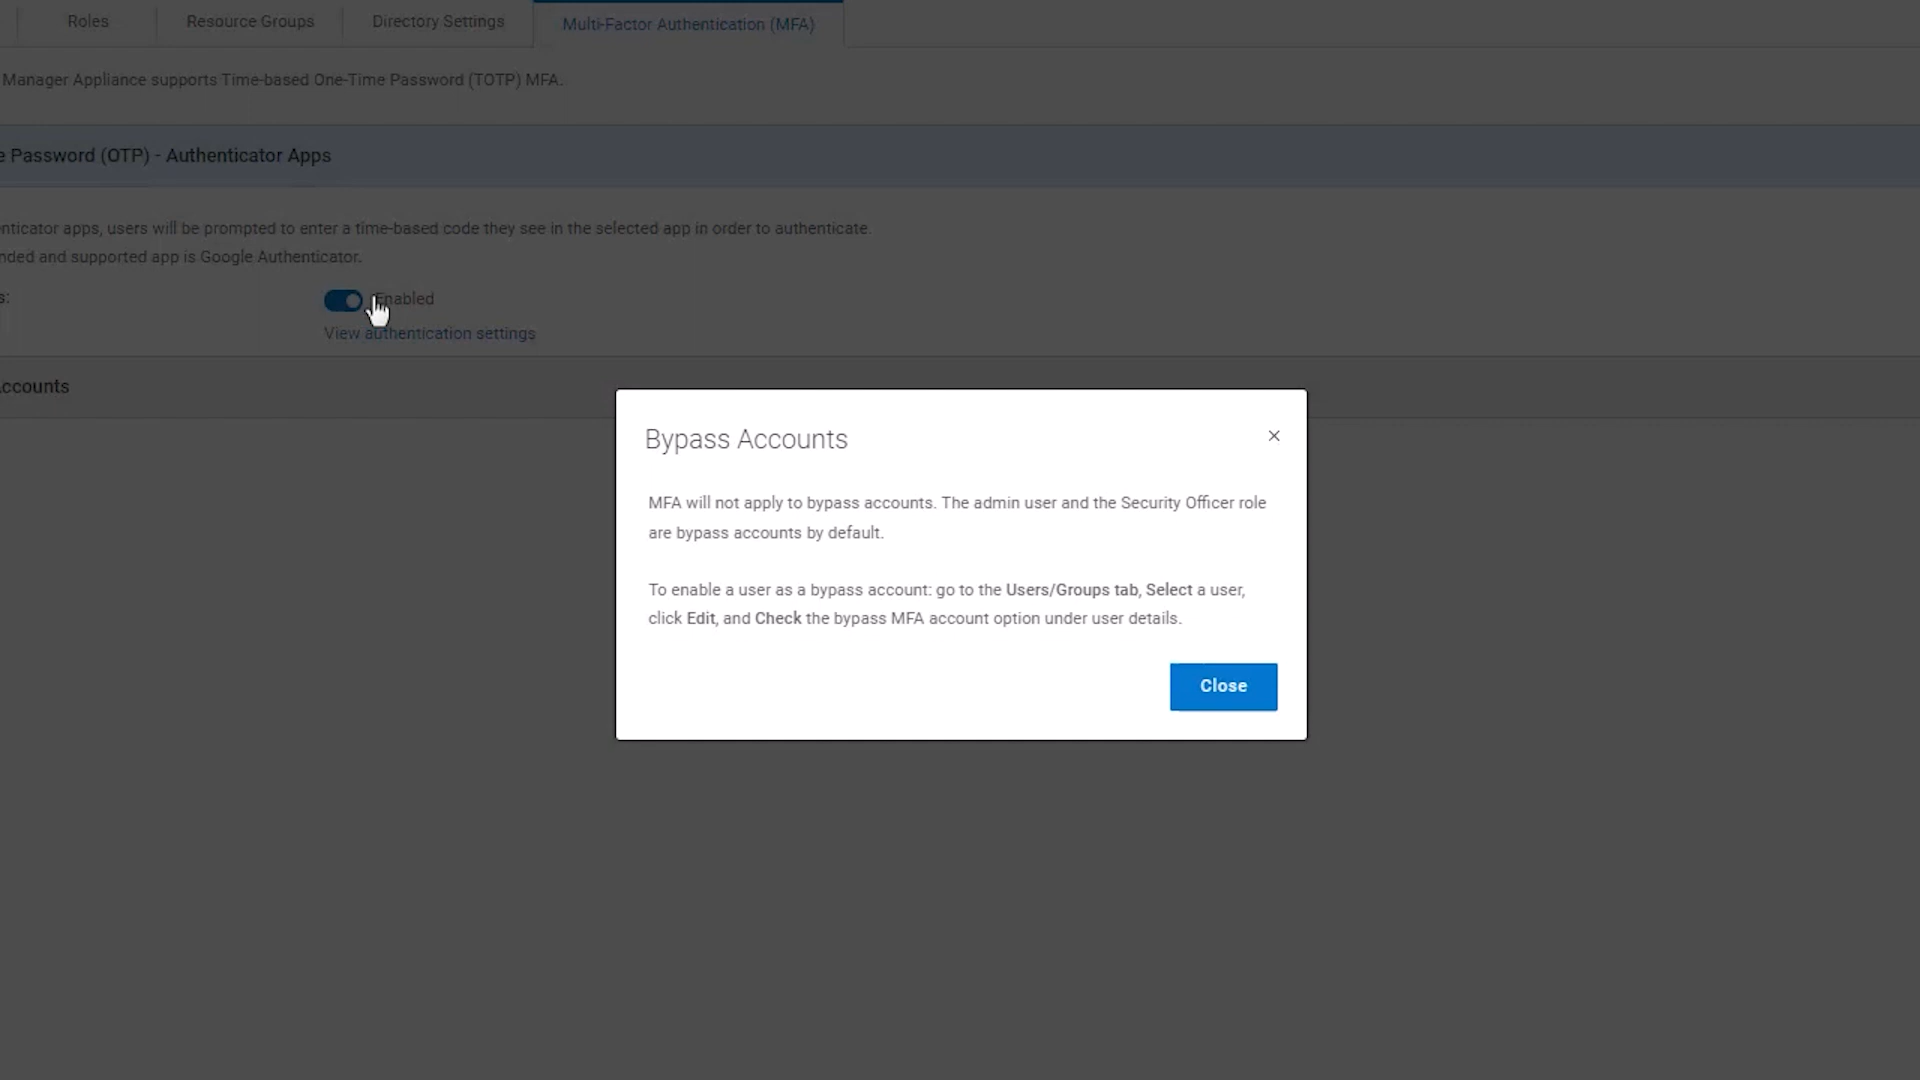 Roles
Resource Groups
Directory Settings
Multi-Factor Authentication (MFA)
Manager Appliance supports Time-based One-Time Password (TOTP) MFA.
e Password (OTP) - Authenticator Apps
nticator apps, users will be prompted to enter a time-based code they see in the selected app in order to authenticate.
nded and supported app is Google Authenticator.
s:
Enabled
View authentication settings
ccounts
Bypass Accounts
×
MFA will not apply to bypass accounts. The admin user and the Security Officer role
are bypass accounts by default.
To enable a user as a bypass account: go to the Users/Groups tab, Select a user,
click Edit, and Check the bypass MFA account option under user details.
Close